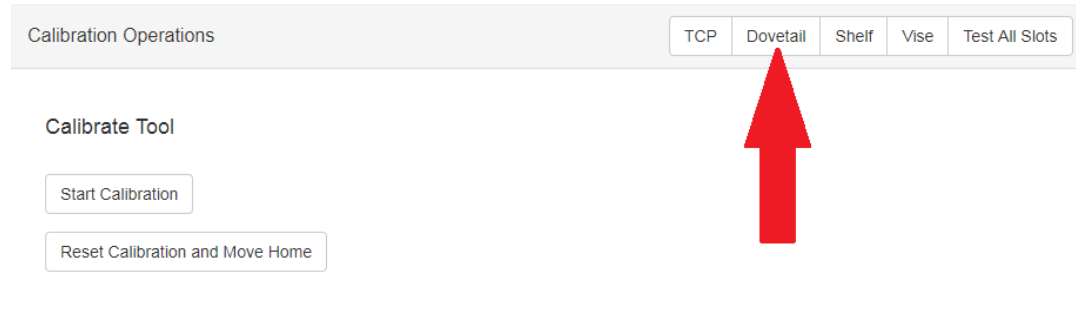 Calibration Operations TCP Dovetail Shelf Vise Test All Slots
Calibrate Tool
Start Calibration
Reset Calibration and Move Home